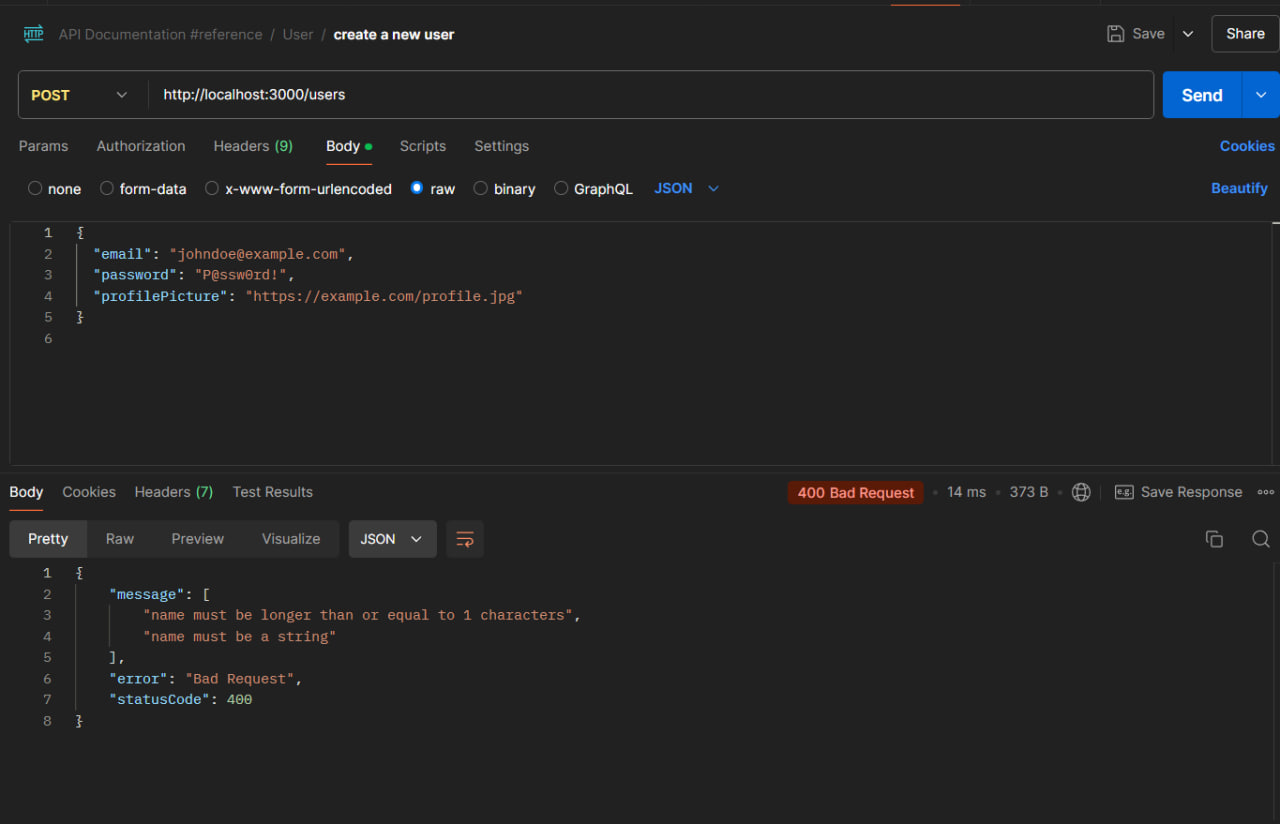 HTTP API Documentation #reference / User / create a new user Save Share
POST http://localhost:3000/users Send
Params Authorization Headers (9) Body Scripts Settings Cookies
none form-data x-www-form-urlencoded raw binary GraphQL JSON Beautify
1 {
2 "email": "johndoe@example.com",
3 "password": "P@ssw0rd!",
4 "profilePicture": "https://example.com/profile.jpg"
5 }
6
Body Cookies Headers (7) Test Results 400 Bad Request • 14 ms • 373 B • e.g. Save Response
Pretty Raw Preview Visualize JSON
1 {
2 "message": [
3 "name must be longer than or equal to 1 characters",
4 "name must be a string"
5 ],
6 "error": "Bad Request",
7 "statusCode": 400
8 }